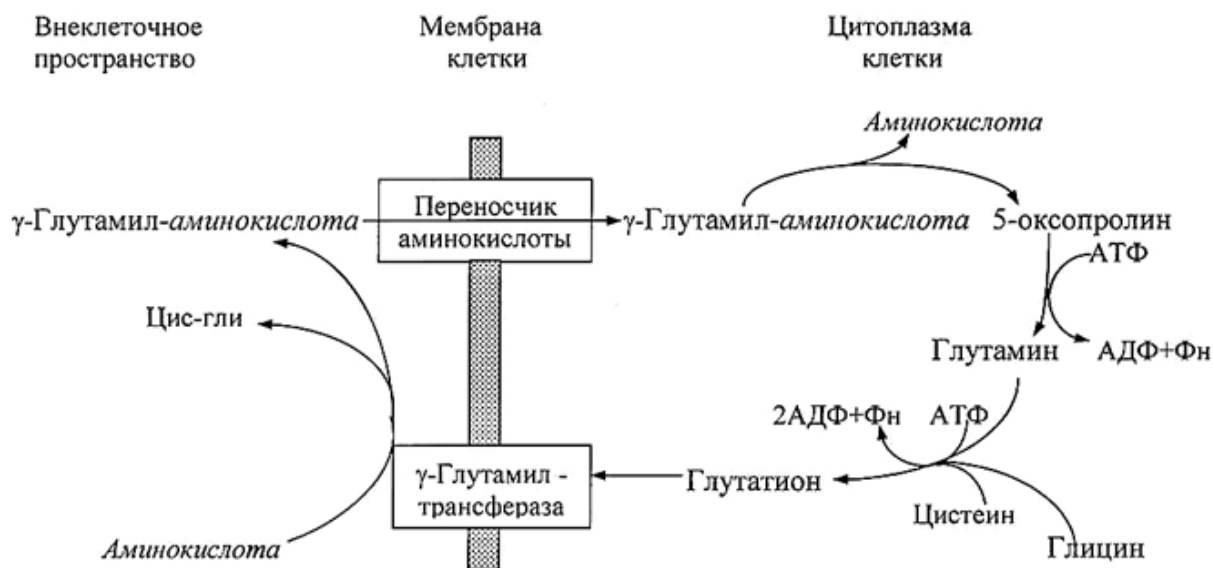 Внеклеточное
пространство
Мембрана
клетки
Цитоплазма
клетки
Аминокислота
γ-Глутамил-аминокислота
Переносчик
аминокислоты
γ-Глутамил-аминокислота
5-оксопролин
АТФ
Цис-гли
Глутамин
АДФ+Фн
2АДФ+Фн
АТФ
γ-Глутамил -
трансфераза
Глутатион
Цистеин
Аминокислота
Глицин